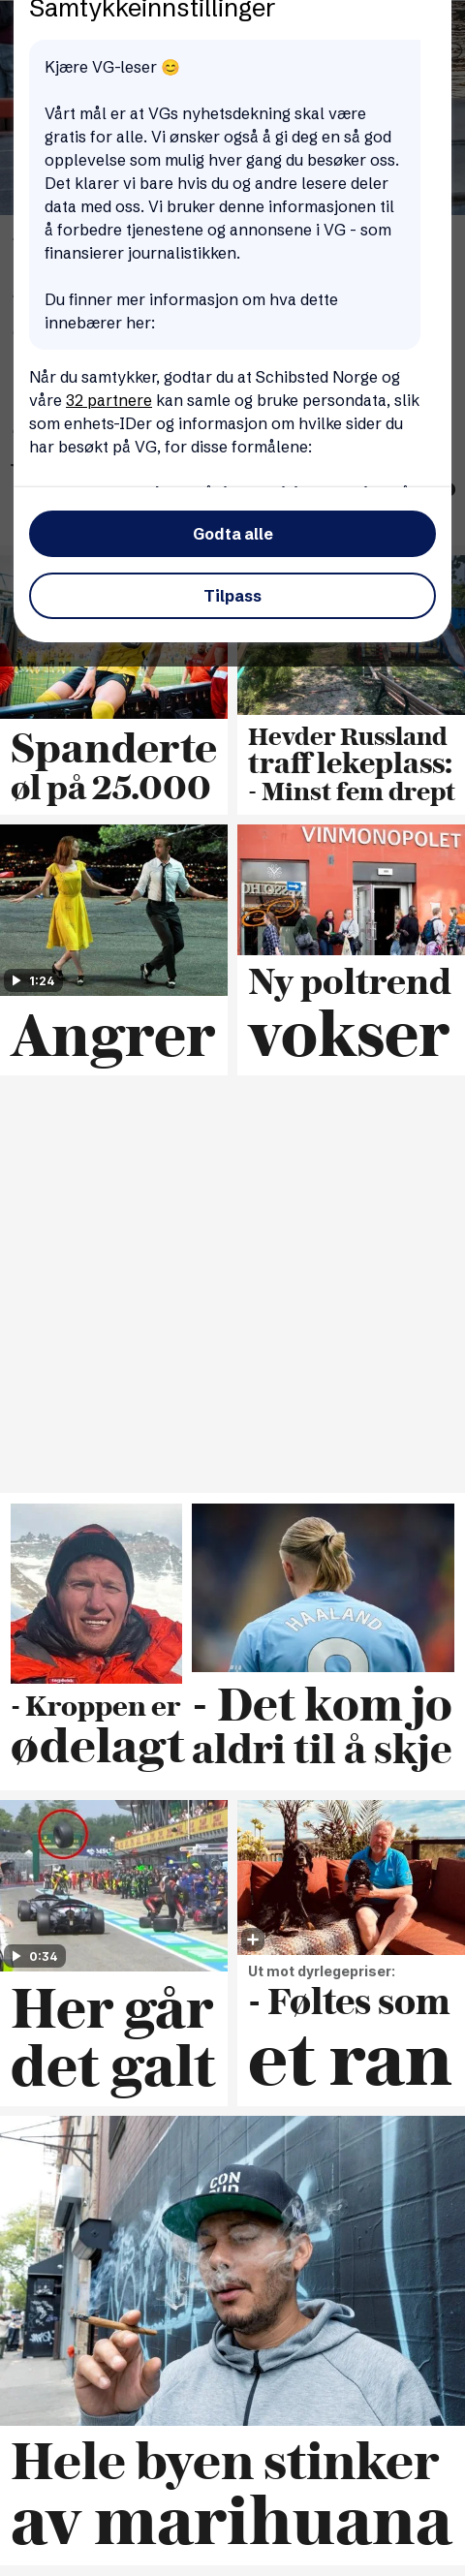 Samtykkeinnstillinger
Kjære VG-leser 😊
Vårt mål er at VGs nyhetsdekning skal være
gratis for alle. Vi ønsker også å gi deg en så god
opplevelse som mulig hver gang du besøker oss.
Det klarer vi bare hvis du og andre lesere deler
data med oss. Vi bruker denne informasjonen til
å forbedre tjenestene og annonsene i VG - som
finansierer journalistikken.
Du finner mer informasjon om hva dette
innebærer her:
Når du samtykker, godtar du at Schibsted Norge og
våre 32 partnere kan samle og bruke persondata, slik
som enhets-IDer og informasjon om hvilke sider du
har besøkt på VG, for disse formålene:
Godta alle
Tilpass
Spanderte
øl på 25.000
Hevder Russland
traff lekeplass:
- Minst fem drept
1:24
Angrer
VINMONOPOLET
Ny poltrend
vokser
- Kroppen er
ødelagt
HAALAND
9
- Det kom jo
aldri til å skje
0:34
Her går
det galt
Ut mot dyrlegepriser:
- Føltes som
et ran
Hele byen stinker
av marihuana